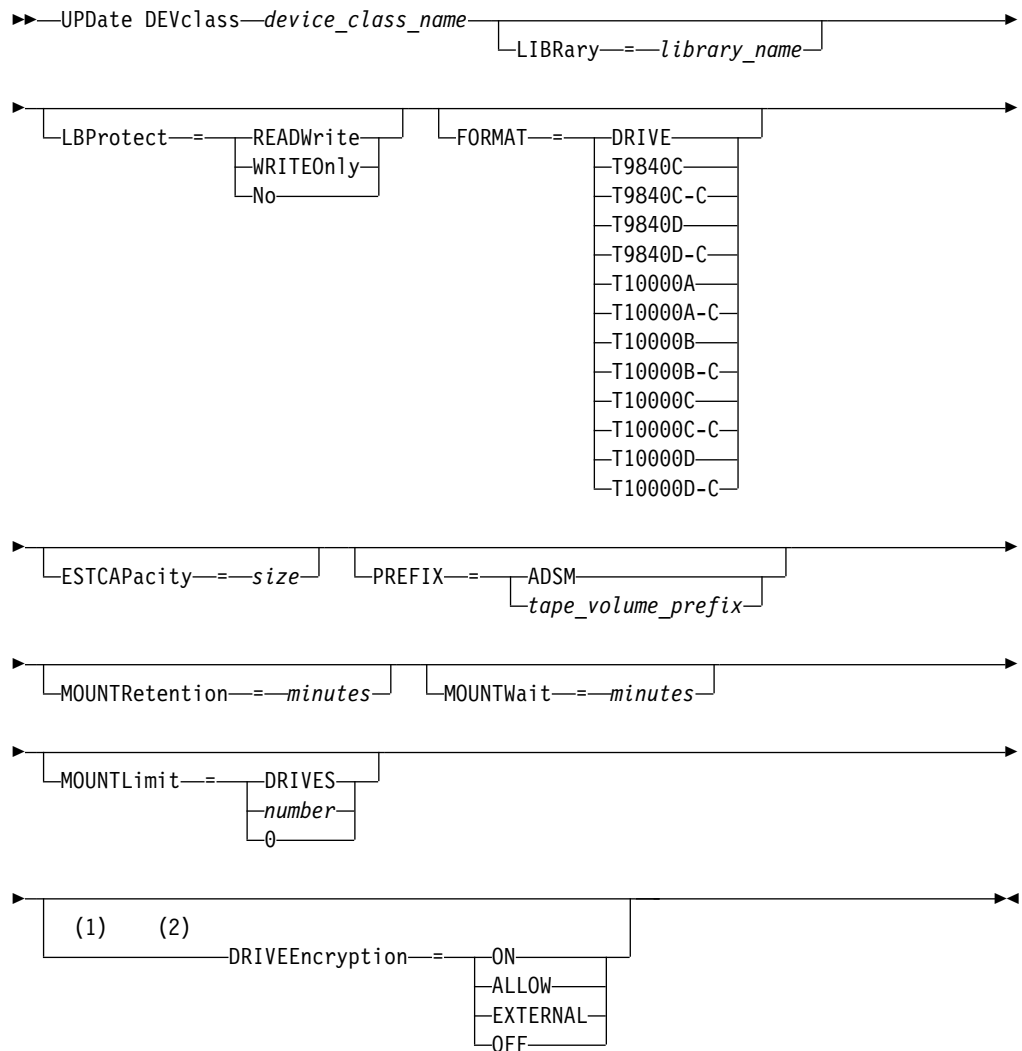 UPDate DEVclass device_class_name
LIBRary = library_name
LBProtect = READWrite
WRITEOnly
No
FORMAT = DRIVE
T9840C
T9840C-C
T9840D
T9840D-C
T10000A
T10000A-C
T10000B
T10000B-C
T10000C
T10000C-C
T10000D
T10000D-C
ESTCAPacity = size
PREFIX = ADSM
tape_volume_prefix
MOUNTRetention = minutes
MOUNTWait = minutes
MOUNTLimit = DRIVES
number
0
(1) (2)
DRIVEEncryption = ON
ALLOW
EXTERNAL
OFF